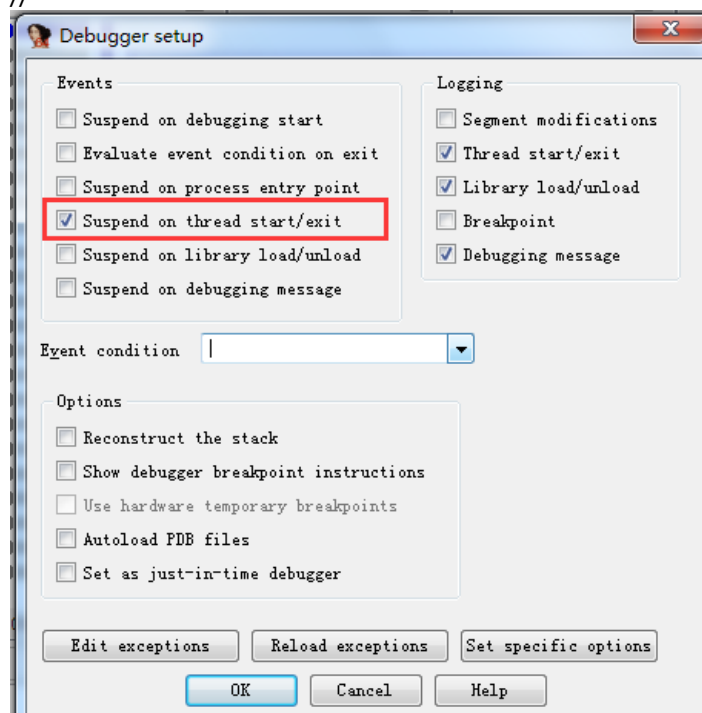 //
Debugger setup
Events
Suspend on debugging start
Evaluate event condition on exit
Suspend on process entry point
Suspend on thread start/exit
Suspend on library load/unload
Suspend on debugging message
Logging
Segment modifications
Thread start/exit
Library load/unload
Breakpoint
Debugging message
Event condition
Options
Reconstruct the stack
Show debugger breakpoint instructions
Use hardware temporary breakpoints
Autoload PDB files
Set as just-in-time debugger
Edit exceptions Reload exceptions Set specific options
OK Cancel Help